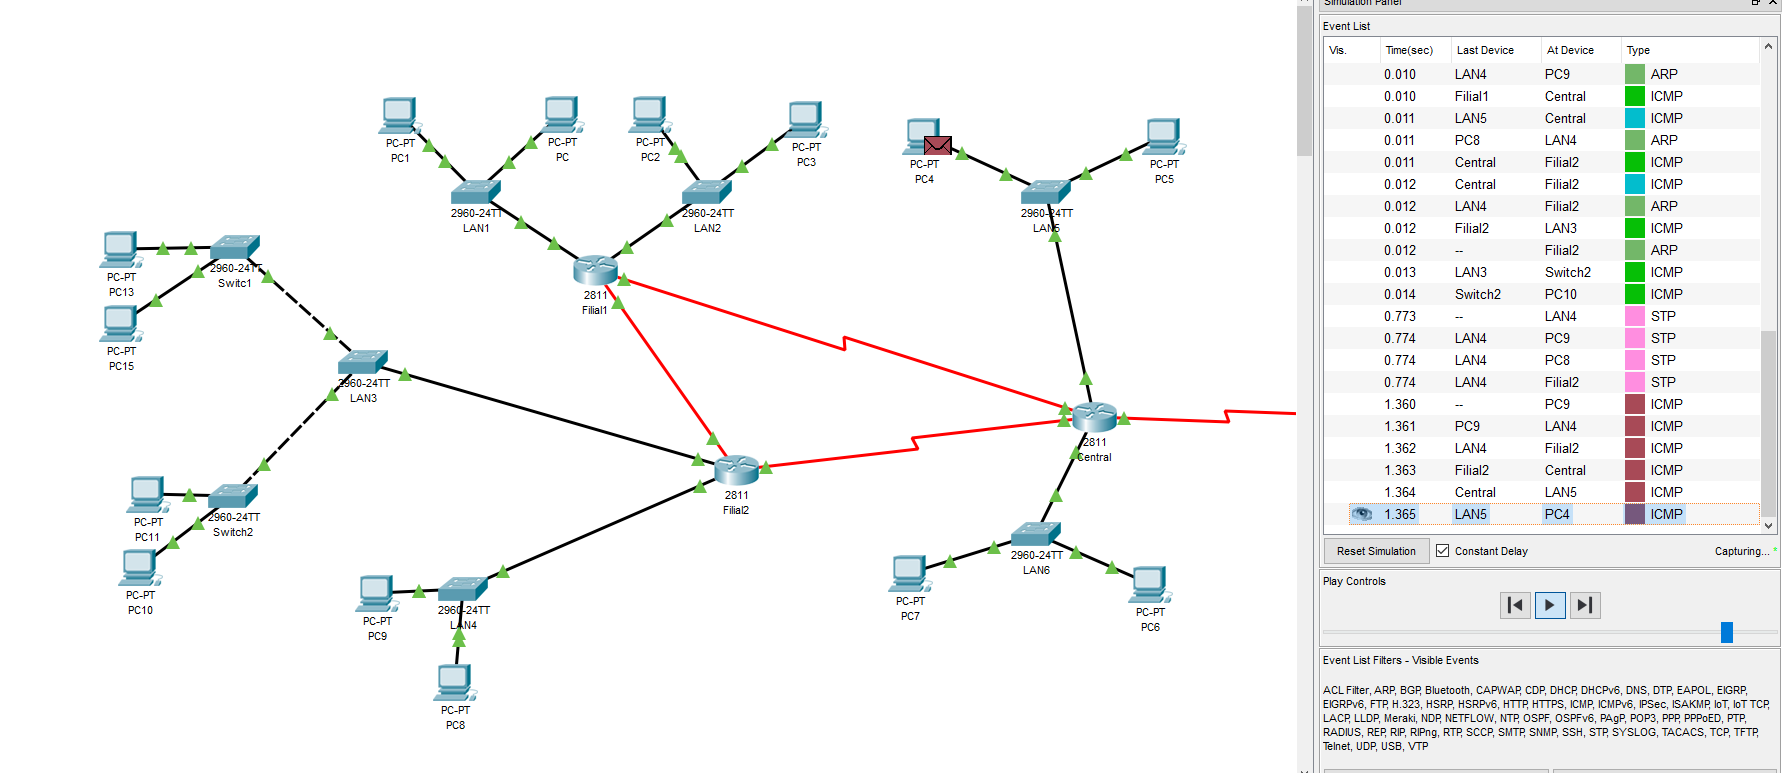 Simulation Panel
Event List
Vis. Time(sec) Last Device At Device Type
0.010 LAN4 PC9 ARP
0.010 Filial1 Central ICMP
0.011 LAN5 Central ICMP
0.011 PC8 LAN4 ARP
0.011 Central Filial2 ICMP
0.012 Central Filial2 ICMP
0.012 LAN4 Filial2 ARP
0.012 Filial2 LAN3 ICMP
0.012 -- Filial2 ARP
0.013 LAN3 Switch2 ICMP
0.014 Switch2 PC10 ICMP
0.773 -- LAN4 STP
0.774 LAN4 PC9 STP
0.774 LAN4 PC8 STP
0.774 LAN4 Filial2 STP
1.360 -- PC9 ICMP
1.361 PC9 LAN4 ICMP
1.362 LAN4 Filial2 ICMP
1.363 Filial2 Central ICMP
1.364 Central LAN5 ICMP
1.365 LAN5 PC4 ICMP
Reset Simulation Constant Delay Capturing... *
Play Controls
Event List Filters - Visible Events
ACL Filter, ARP, BGP, Bluetooth, CAPWAP, CDP, DHCP, DHCPv6, DNS, DTP, EAPOL, EIGRP,
EIGRPv6, FTP, H.323, HSRP, HSRPv6, HTTP, HTTPS, ICMP, ICMPv6, IPSec, ISAKMP, IoT, IoT TCP,
LACP, LLDP, Meraki, NDP, NETFLOW, NTP, OSPF, OSPFv6, PAgP, POP3, PPP, PPPoED, PTP,
RADIUS, REP, RIP, RIPng, RTP, SCCP, SMTP, SNMP, SSH, STP, SYSLOG, TACACS, TCP, TFTP,
Telnet, UDP, USB, VTP
PC-PT
PC1
PC-PT
PC
PC-PT
PC2
PC-PT
PC3
PC-PT
PC4
PC-PT
PC5
2960-24TT
LAN1
2960-24TT
LAN2
2960-24TT
LAN5
PC-PT
PC13
2960-24TT
Switc1
2811
Filial1
PC-PT
PC15
2960-24TT
LAN3
2811
Central
2811
Filial2
PC-PT
PC11
2960-24TT
Switch2
PC-PT
PC10
2960-24TT
LAN6
PC-PT
PC9
2960-24TT
LAN4
PC-PT
PC7
PC-PT
PC6
PC-PT
PC8